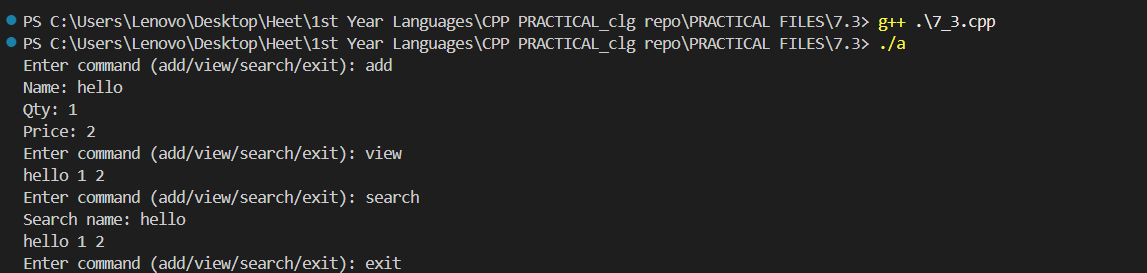 PS C:\Users\Lenovo\Desktop\Heet\1st Year Languages\CPP PRACTICAL_clg repo\PRACTICAL FILES\7.3> g++ .\7_3.cpp
PS C:\Users\Lenovo\Desktop\Heet\1st Year Languages\CPP PRACTICAL_clg repo\PRACTICAL FILES\7.3> ./a
Enter command (add/view/search/exit): add
Name: hello
Qty: 1
Price: 2
Enter command (add/view/search/exit): view
hello 1 2
Enter command (add/view/search/exit): search
Search name: hello
hello 1 2
Enter command (add/view/search/exit): exit